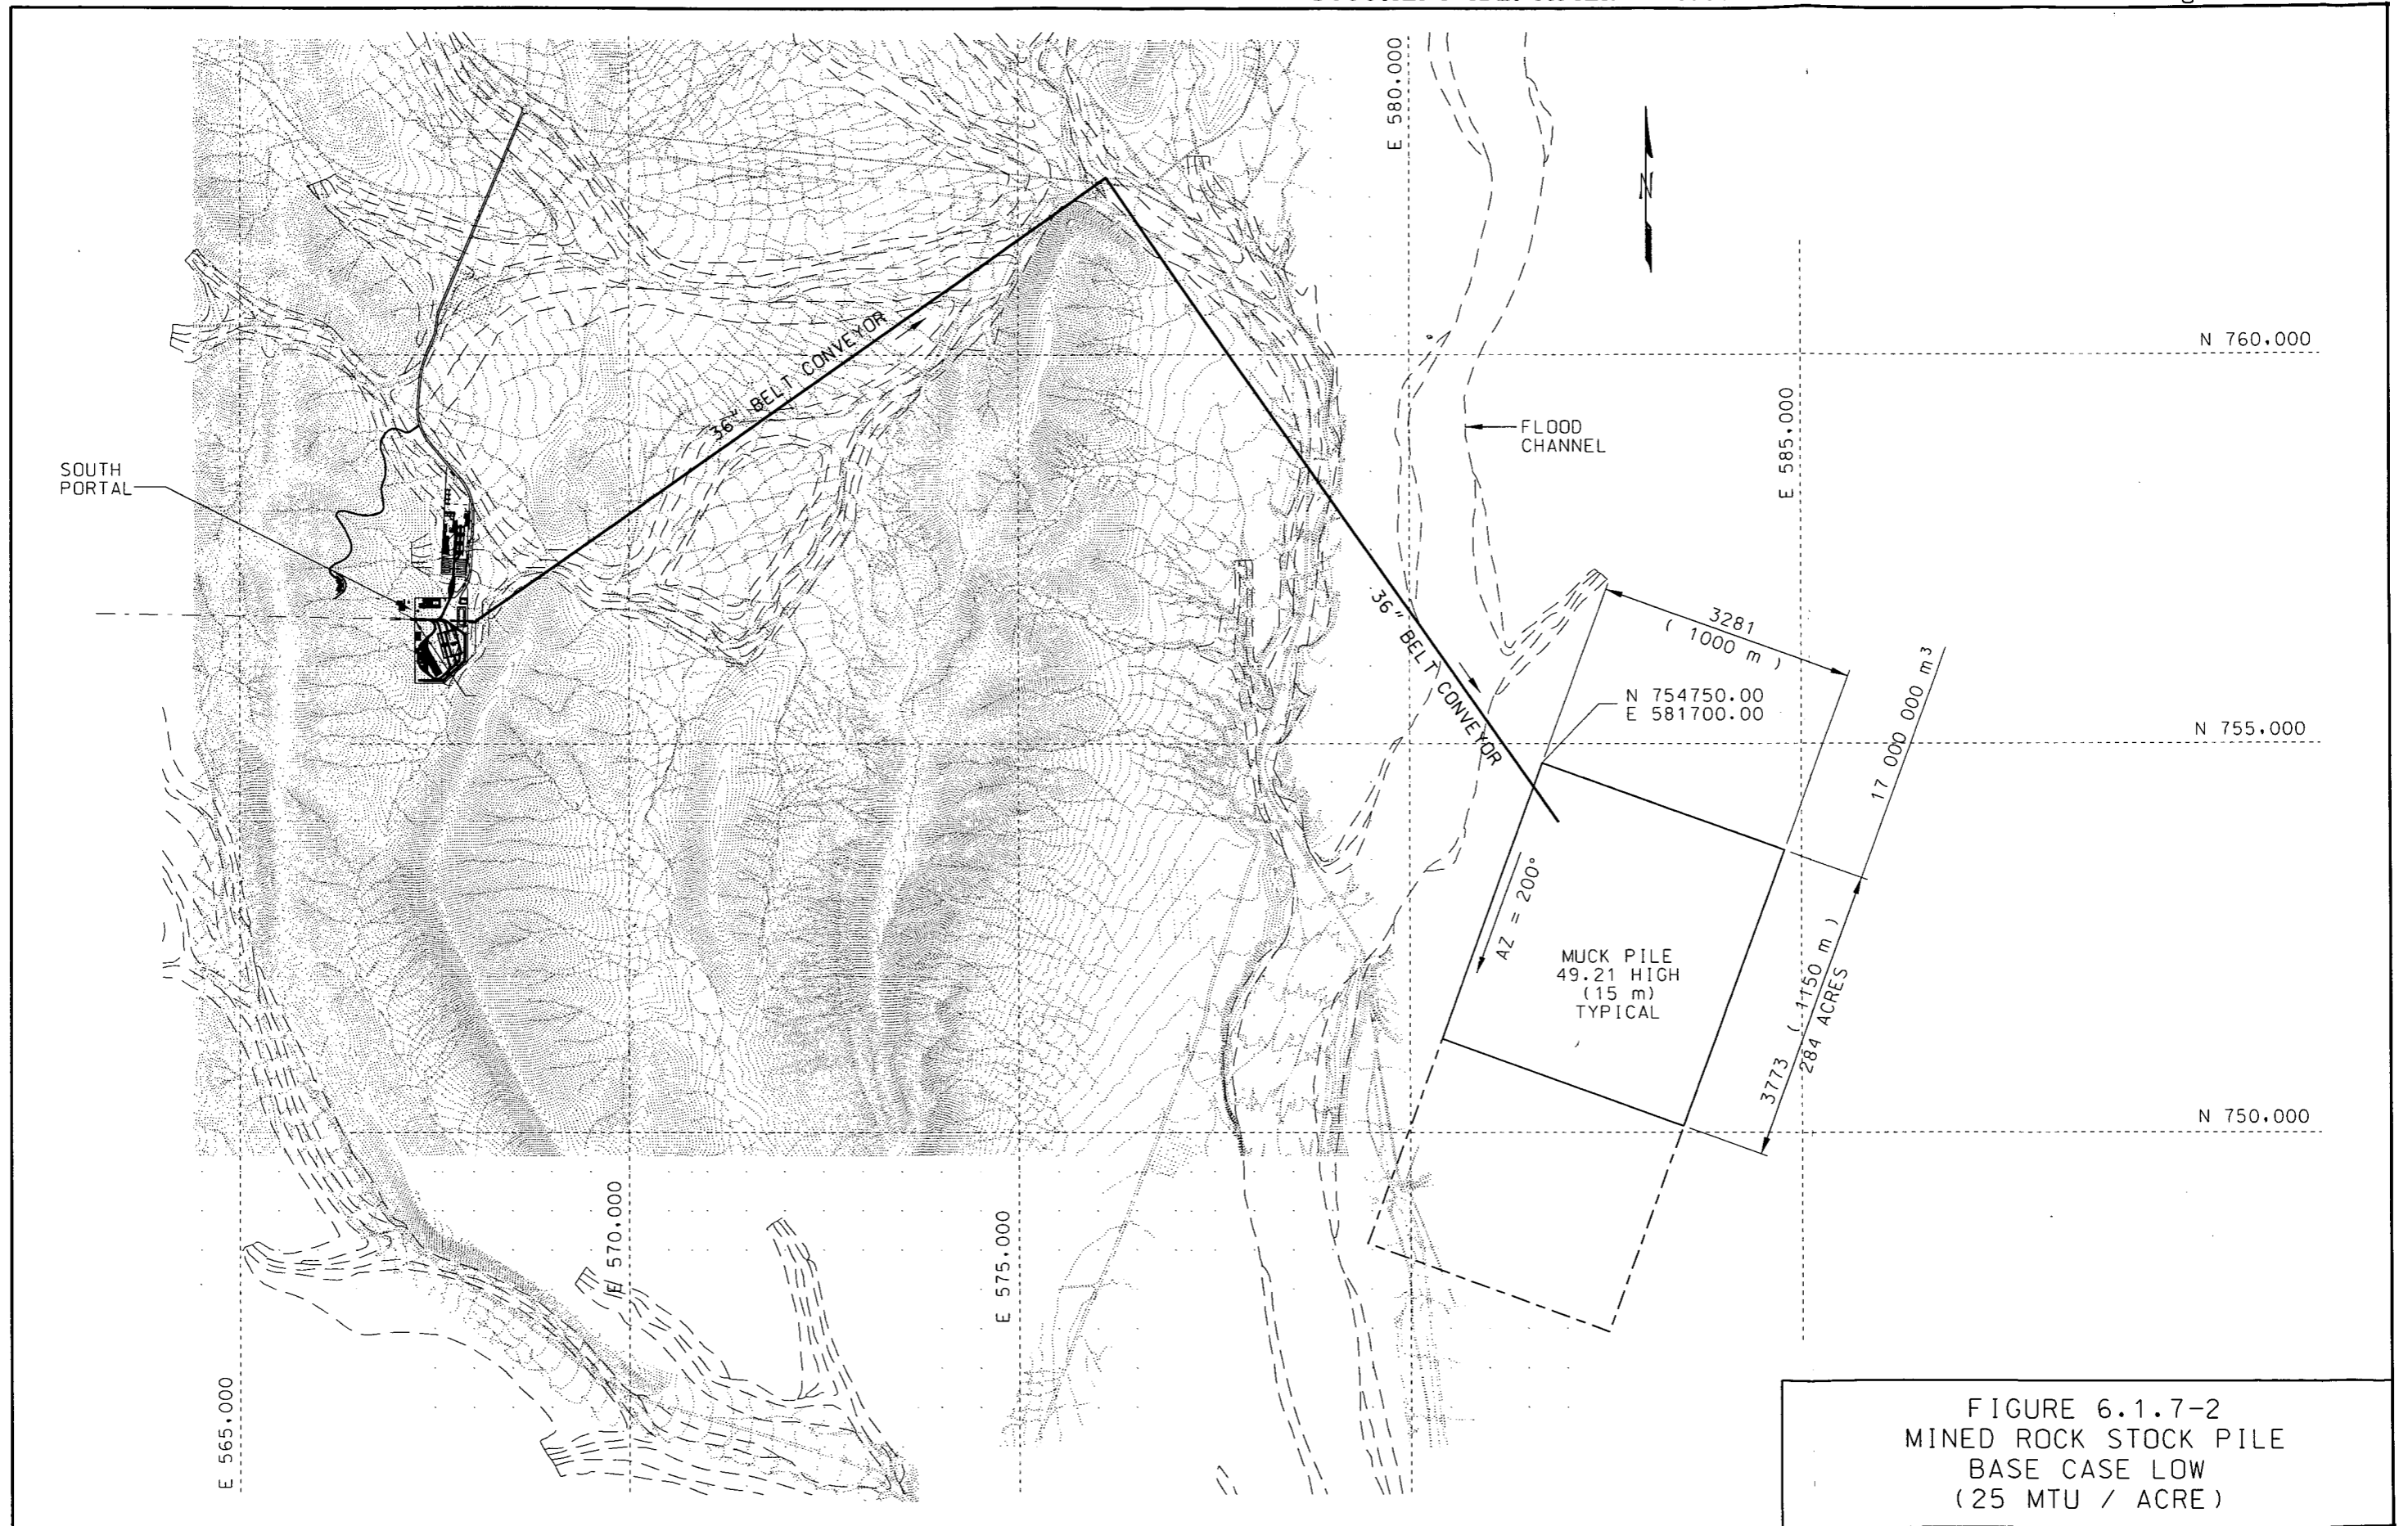 E 580,000
N
N 760,000
36" BELT CONVEYOR
E 585,000
FLOOD
CHANNEL
SOUTH
PORTAL
3281
( 1000 m )
36" BELT CONVEYOR
N 754750.00
E 581700.00
17 000 000 m³
N 755,000
AZ = 200°
MUCK PILE
49.21 HIGH
(15 m)
TYPICAL
3773 ( 1150 m )
284 ACRES
N 750,000
E 570,000
E 575,000
E 565,000
FIGURE 6.1.7-2
MINED ROCK STOCK PILE
BASE CASE LOW
(25 MTU / ACRE)